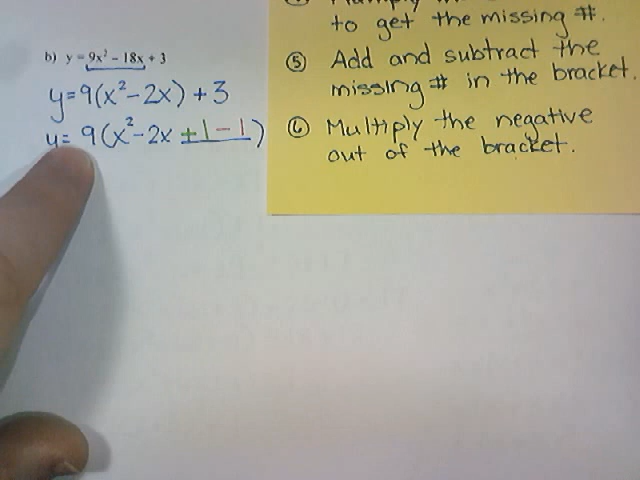 b) y = 9x² − 18x + 3
y=9(x²−2x)+3
y= 9(x²−2x +1−1 )
to get the missing #.
⑤ Add and subtract the
missing # in the bracket.
⑥ Multiply the negative
out of the bracket.